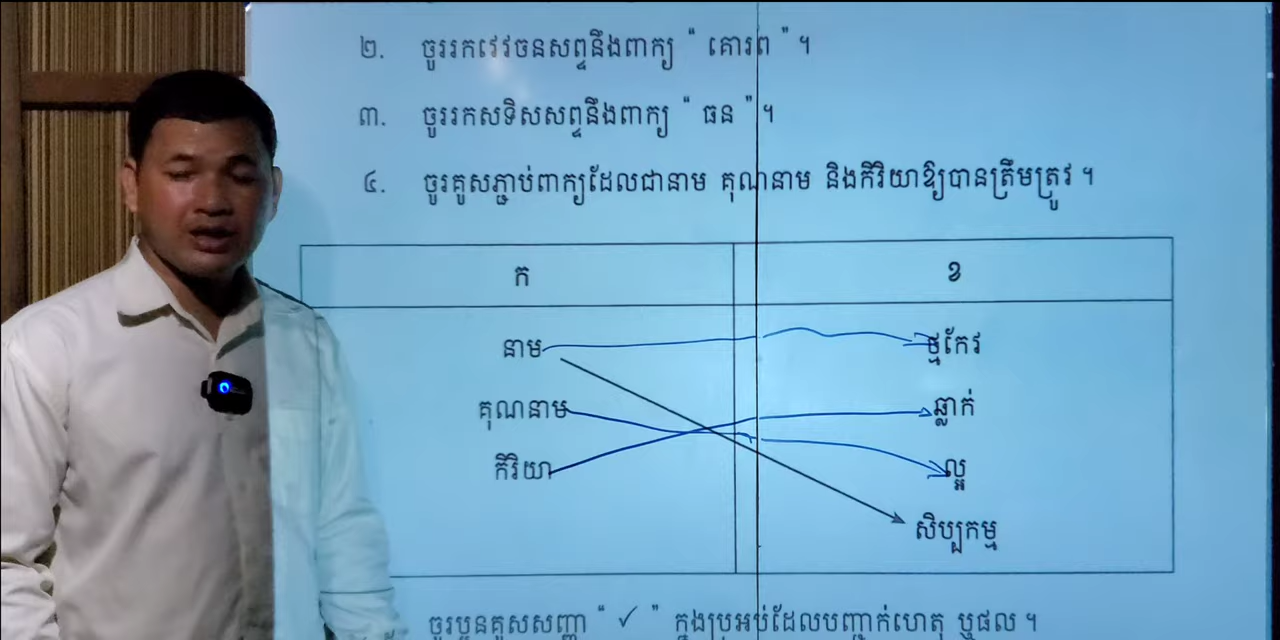 ២. ចូររកវេវចនសព្ទនឹងពាក្យ “ គោរព ” ។
៣. ចូររកសទិសសព្ទនឹងពាក្យ “ ធន ” ។
៤. ចូរគូសភ្ជាប់ពាក្យដែលជានាម គុណនាម និងកិរិយាឱ្យបានត្រឹមត្រូវ ។
ក ខ
នាម ថ្មកែវ
គុណនាម ឆ្លាក់
កិរិយា ល្អ
សិប្បកម្ម
ចូរប្អូនគូសសញ្ញា “ ✓ ” ក្នុងប្រអប់ដែលបញ្ជាក់ហេតុ ឬផល ។